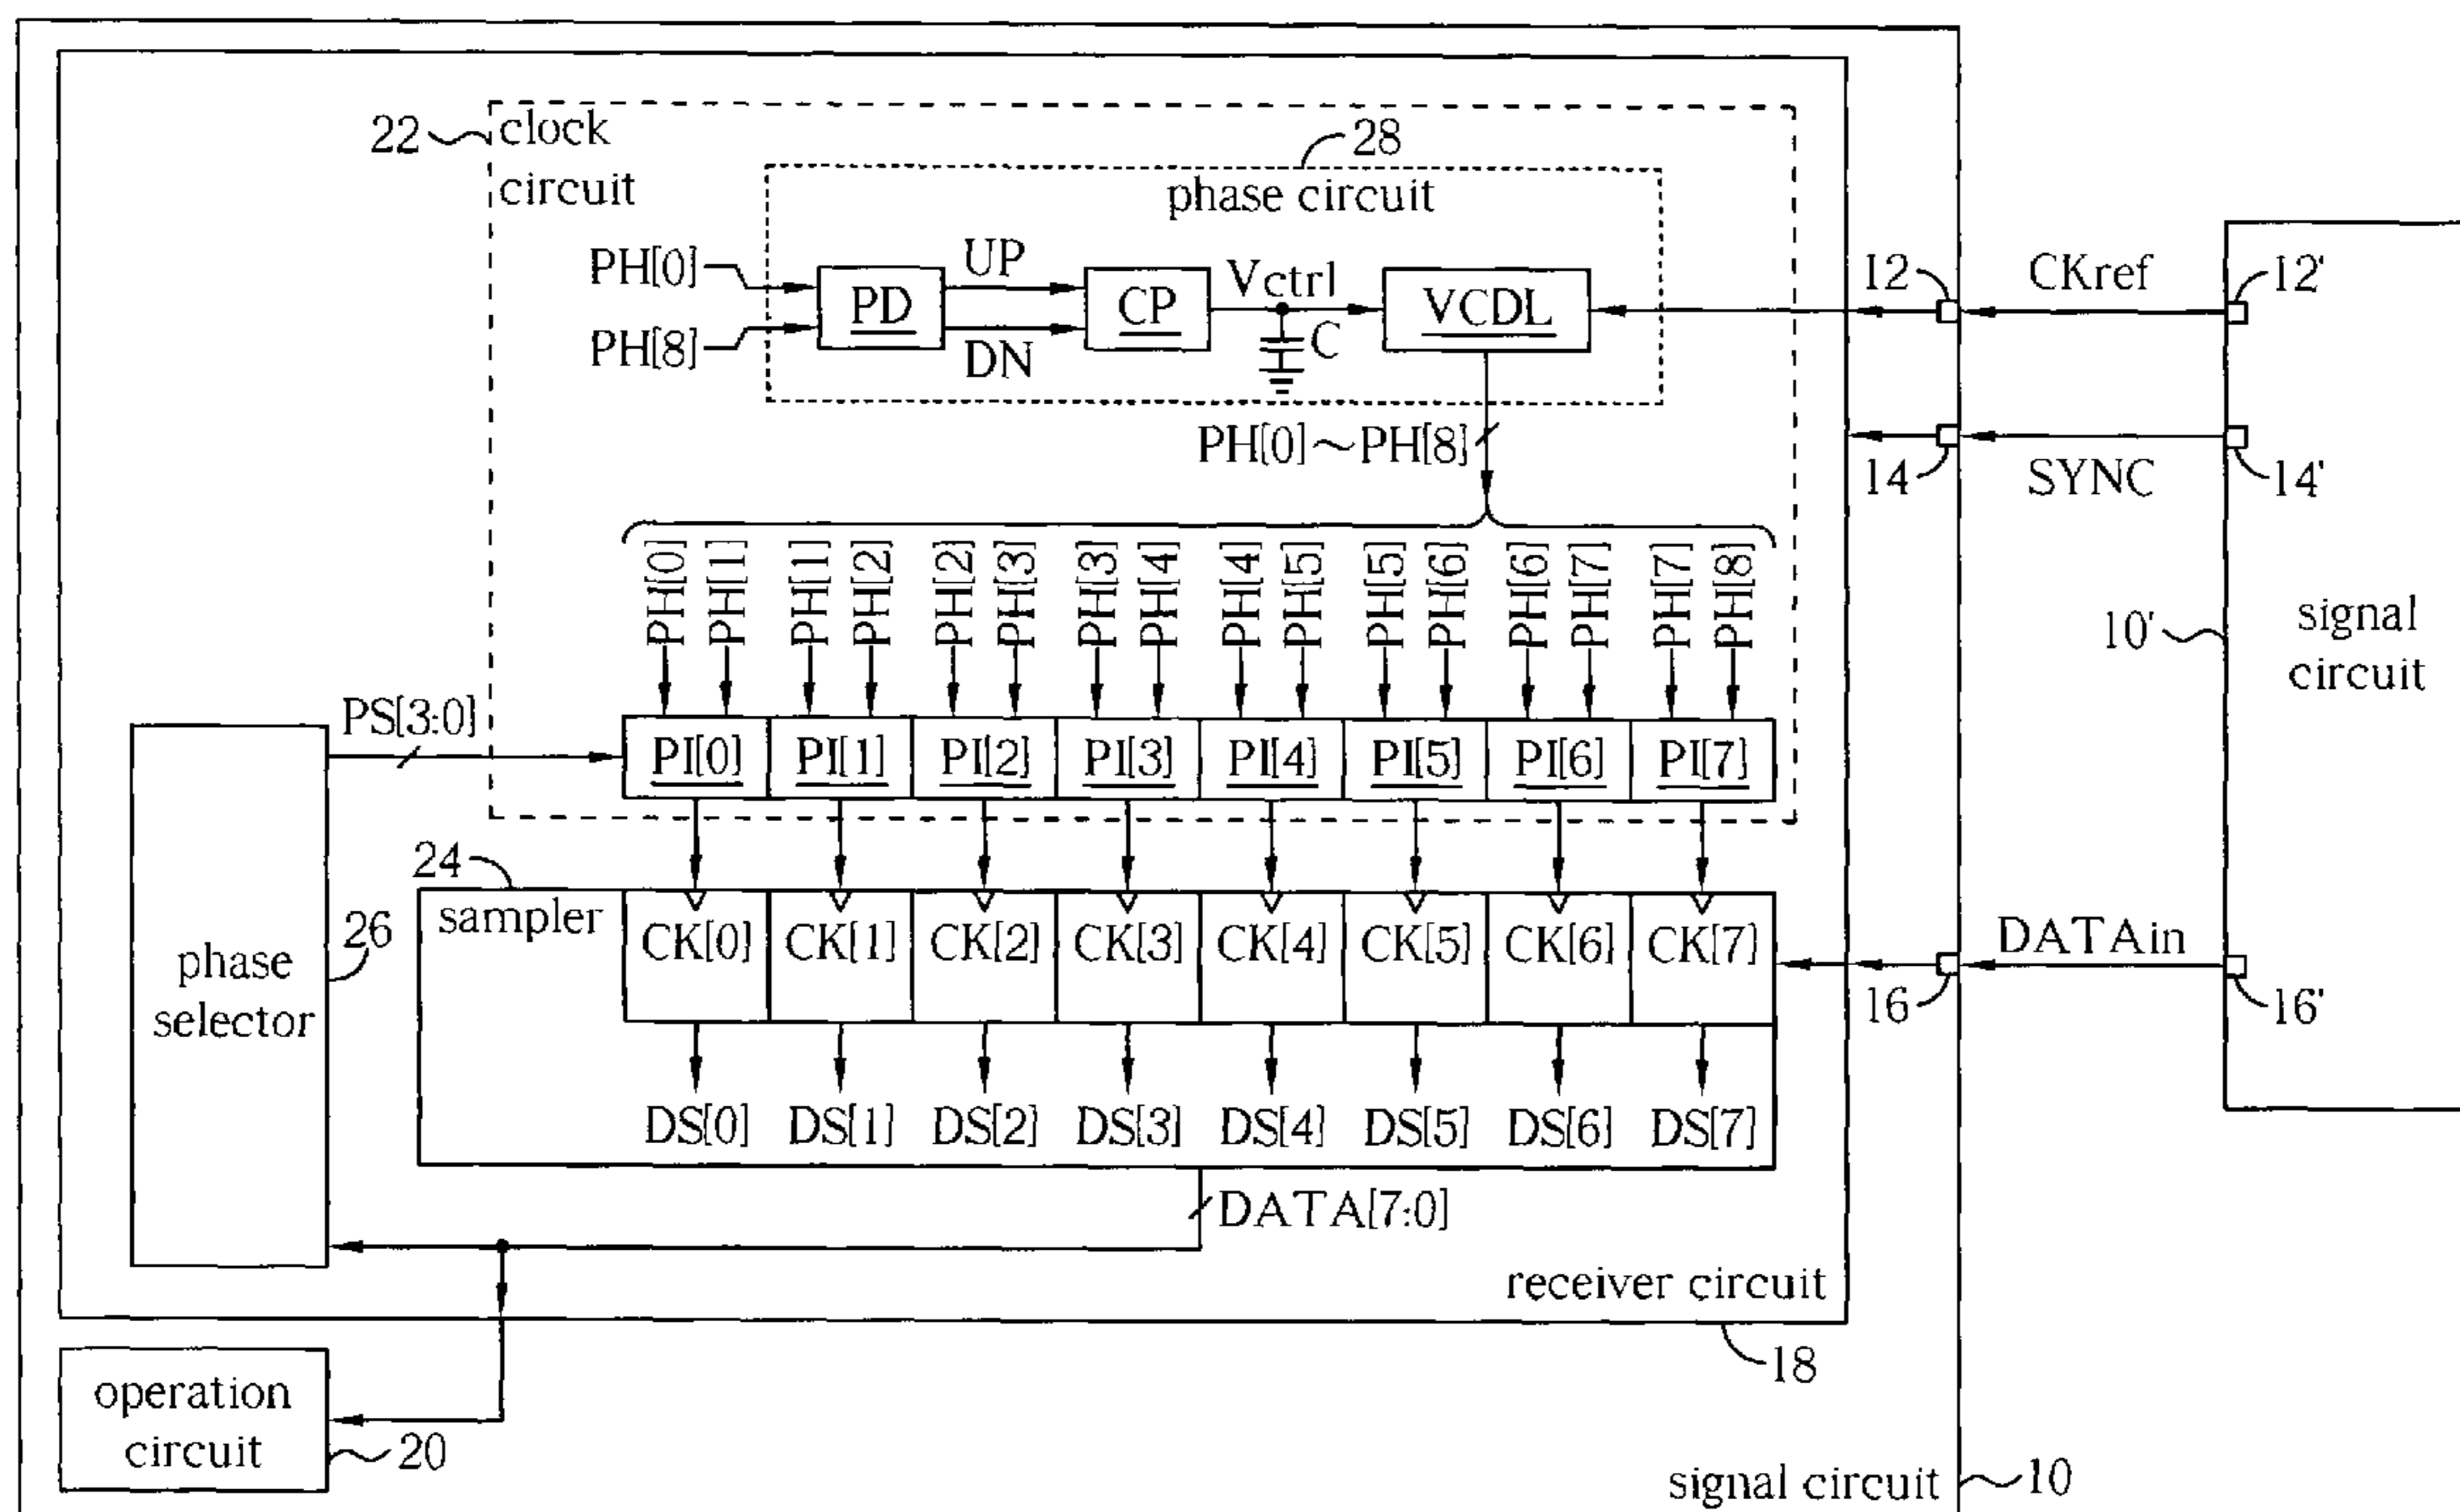 22
clock
circuit
28
phase circuit
PH[0]
PH[8]
PD
UP
DN
CP
Vctrl
C
VCDL
12
CKref
12'
14
SYNC
14'
PH[0]~PH[8]
PH[0] PH[1] PH[1] PH[2] PH[2] PH[3] PH[3] PH[4] PH[4] PH[5] PH[5] PH[6] PH[6] PH[7] PH[7] PH[8]
10'
signal
circuit
PS[3:0]
PI[0] PI[1] PI[2] PI[3] PI[4] PI[5] PI[6] PI[7]
24
sampler
CK[0] CK[1] CK[2] CK[3] CK[4] CK[5] CK[6] CK[7]
26
phase
selector
16
DATAin
16'
DS[0] DS[1] DS[2] DS[3] DS[4] DS[5] DS[6] DS[7]
DATA[7:0]
receiver circuit
18
operation
circuit
20
signal circuit
10